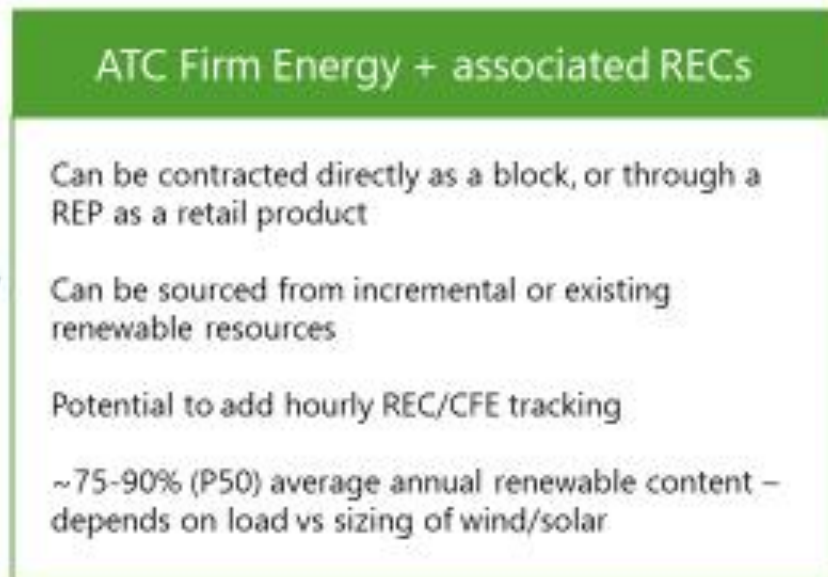 ATC Firm Energy + associated RECs
Can be contracted directly as a block, or through a
REP as a retail product
Can be sourced from incremental or existing
renewable resources
Potential to add hourly REC/CFE tracking
~75-90% (P50) average annual renewable content –
depends on load vs sizing of wind/solar